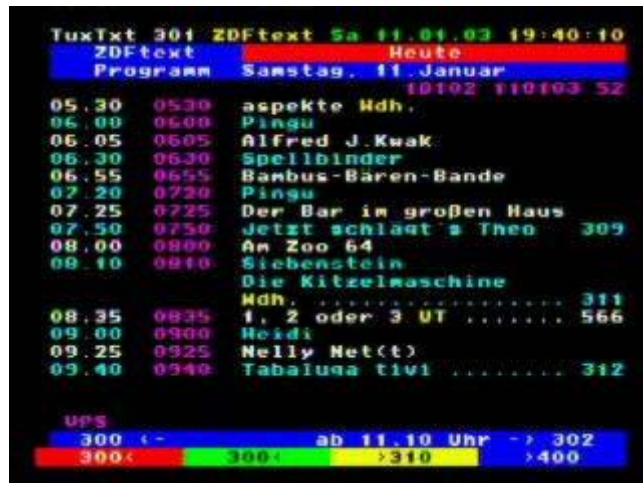 TuxTxt 301 ZDFtext Sa 11.01.03 19:40:10
ZDFtext Heute
Programm Samstag, 11.Januar
10102 110103 52
05.30 0530 aspekte Wdh.
06.00 0600 Pingu
06.05 0605 Alfred J.Kwak
06.30 0630 Spellbinder
06.55 0655 Bambus-Bären-Bande
07.20 0720 Pingu
07.25 0725 Der Bar im großen Haus
07.50 0750 Jetzt schlagt's Theo 309
08.00 0800 Am Zoo 64
08.10 0810 Siebenstein
Die Kitzelmaschine
Wdh. ................. 311
08.35 0835 1, 2 oder 3 UT ....... 566
09.00 0900 Heidi
09.25 0925 Nelly Net(t)
09.40 0940 Tabaluga tivi ........ 312
VPS
300 <- ab 11.10 Uhr -> 302
300< 300< >310 >400